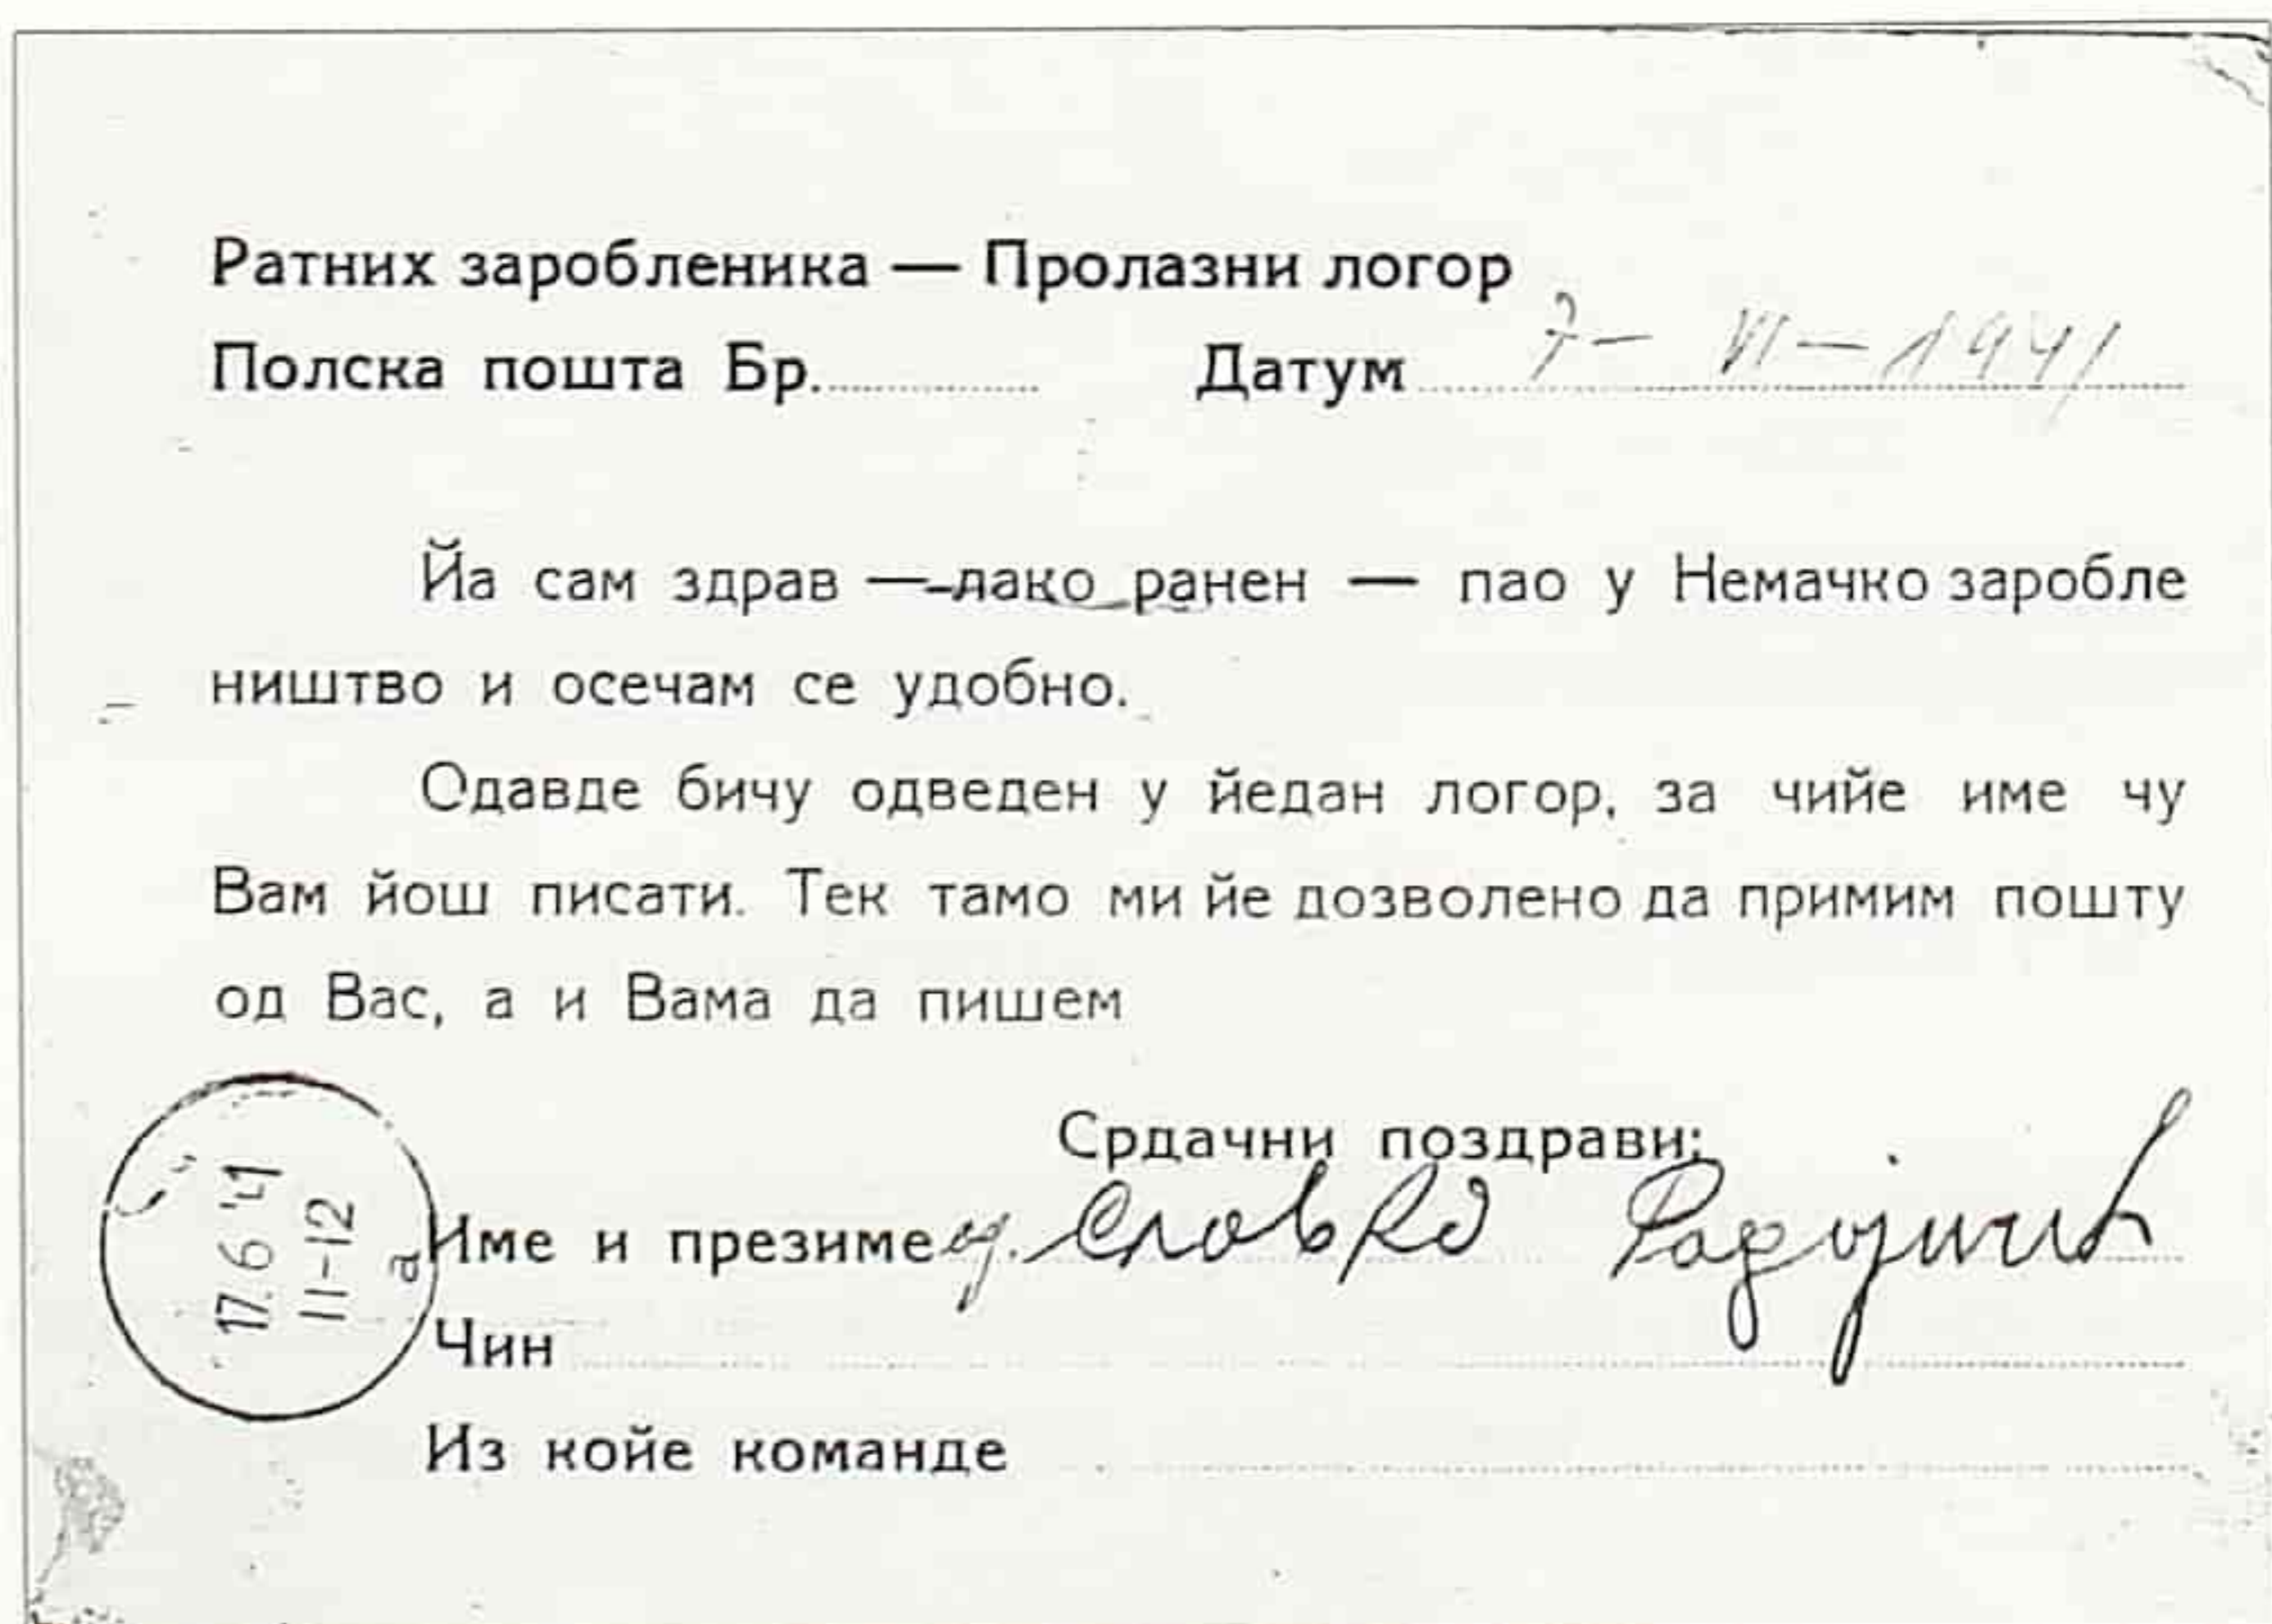 Ратних заробленика — Пролазни логор
Полска пошта Бр. Датум 7 – VI – 1941
Йа сам здрав — лако ранен — пао у Немачко заробле
ништво и осечам се удобно.
Одавде бичу одведен у йедан логор, за чийе име чу
Вам йош писати. Тек тамо ми йе дозволено да примим пошту
од Вас, а и Вама да пишем
Срдачни поздрави:
Име и презиме Славко Радојичић
Чин
Из койе команде
17.6 41
11-12
a